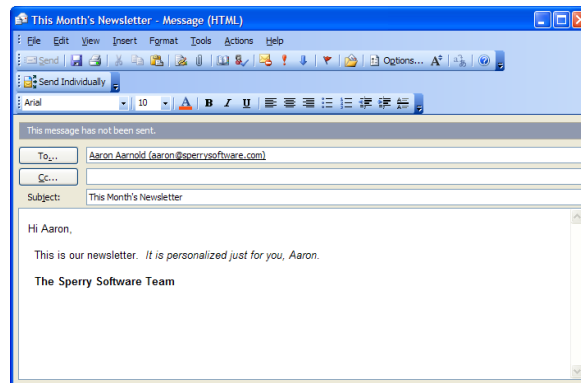 This Month's Newsletter - Message (HTML)
File Edit View Insert Format Tools Actions Help
Send Options...
Send Individually
Arial 10 A B I U
This message has not been sent.
To... Aaron Aarnold (aaron@sperrysoftware.com)
Cc...
Subject: This Month's Newsletter
Hi Aaron,
This is our newsletter. It is personalized just for you, Aaron.
The Sperry Software Team